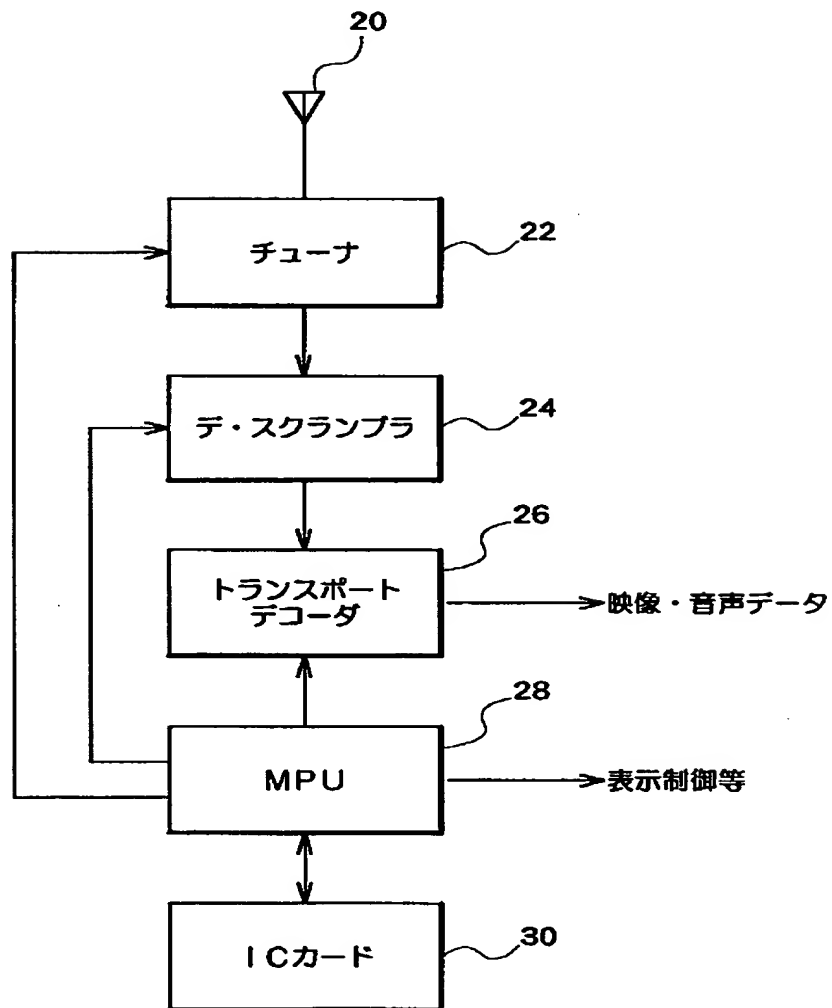 20
チューナ
22
デ・スクランブラ
24
トランスポート
デコーダ
26
映像・音声データ
MPU
28
表示制御等
ICカード
30